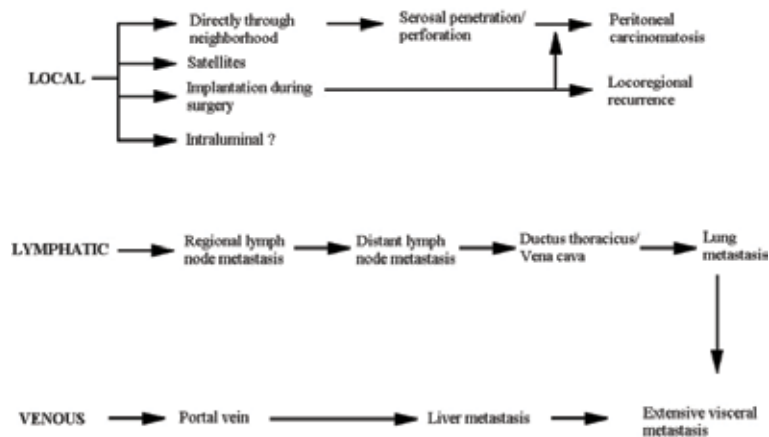 Directly through
neighborhood
Serosal penetration/
perforation
Peritoneal
carcinomatosis
LOCAL
Satellites
Implantation during
surgery
Locoregional
recurrence
Intraluminal ?
LYMPHATIC
Regional lymph
node metastasis
Distant lymph
node metastasis
Ductus thoracicus/
Vena cava
Lung
metastasis
VENOUS
Portal vein
Liver metastasis
Extensive visceral
metastasis